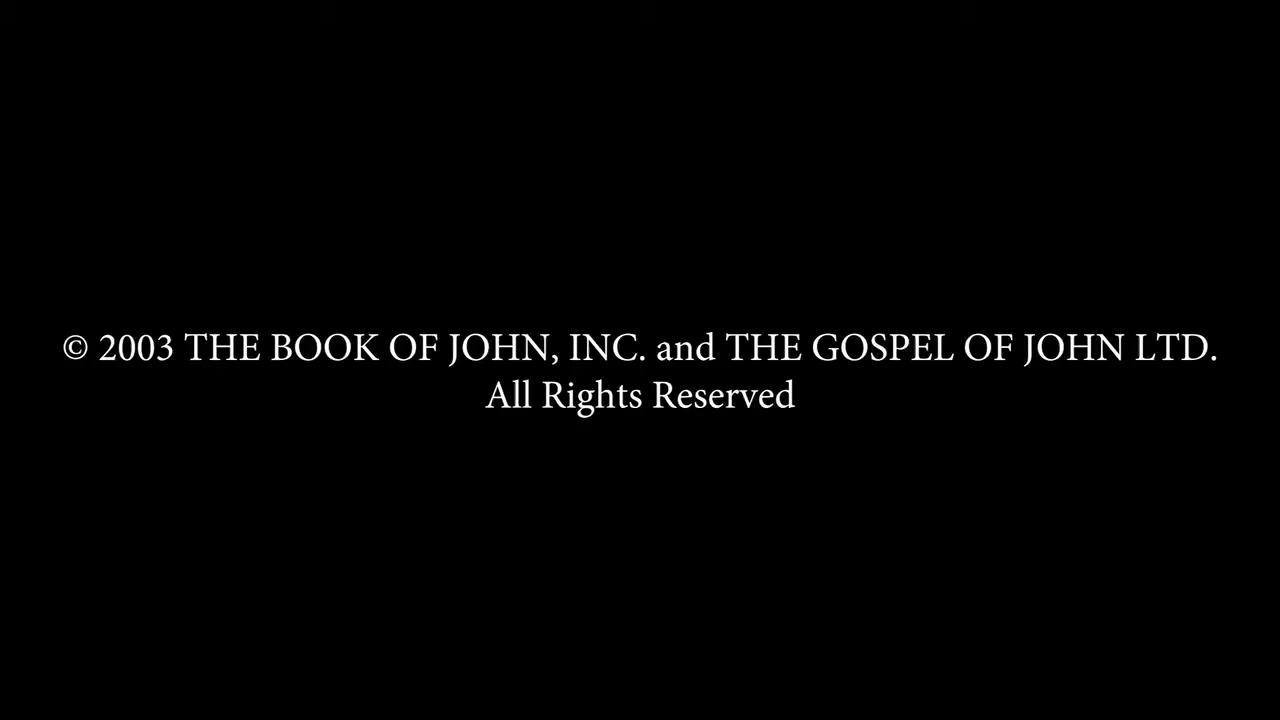 © 2003 THE BOOK OF JOHN, INC. and THE GOSPEL OF JOHN LTD.
All Rights Reserved